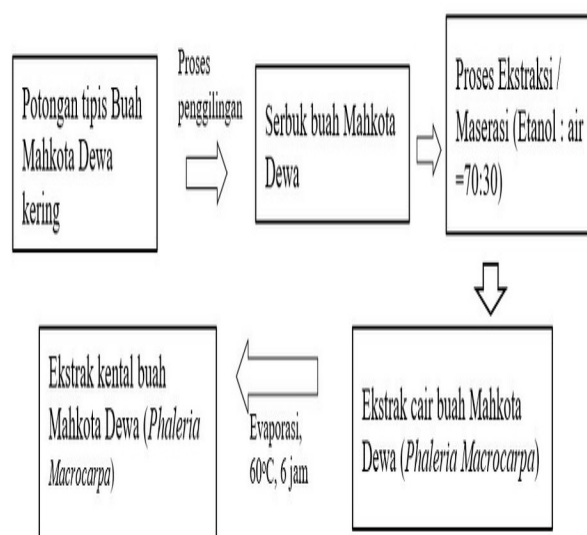 Potongan tipis Buah
Mahkota Dewa
kering
Proses
penggilingan
Serbuk buah Mahkota
Dewa
Proses Ekstraksi /
Maserasi (Etanol : air
=70:30)
Ekstrak cair buah Mahkota
Dewa (Phaleria Macrocarpa)
Evaporasi,
60ºC, 6 jam
Ekstrak kental buah
Mahkota Dewa (Phaleria
Macrocarpa)